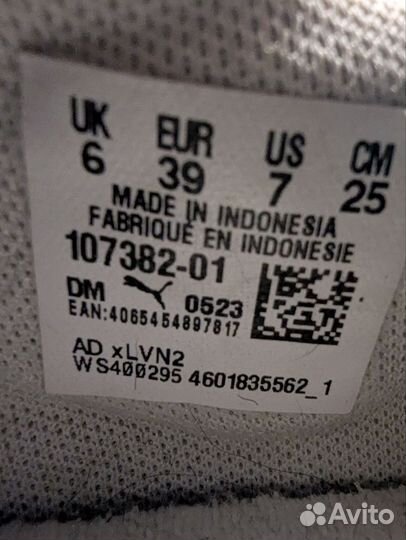 UK EUR US CM
6 39 7 25
MADE IN INDONESIA
FABRIQUÉ EN INDONESIE
107382-01
DM 0523
EAN:4065454897817
AD xLVN2
WS400295 4601835562_1
Avito